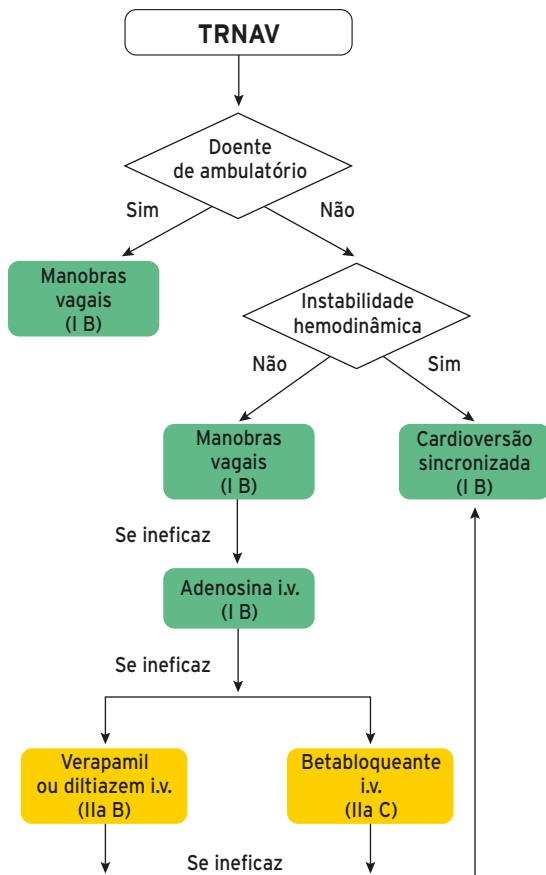 TRNAV
Doente
de ambulatório
Sim
Não
Manobras
vagais
(I B)
Instabilidade
hemodinâmica
Não
Sim
Manobras
vagais
(I B)
Cardioversão
sincronizada
(I B)
Se ineficaz
Adenosina i.v.
(I B)
Se ineficaz
Verapamil
ou diltiazem i.v.
(IIa B)
Betabloqueante
i.v.
(IIa C)
Se ineficaz